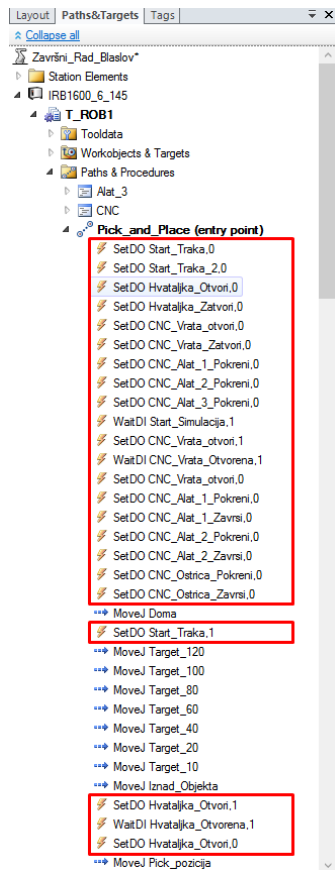 Layout Paths&Targets Tags
Collapse all
Završni_Rad_Blaslov*
Station Elements
IRB1600_6_145
T_ROB1
Tooldata
Workobjects & Targets
Paths & Procedures
Alat_3
CNC
Pick_and_Place (entry point)
SetDO Start_Traka,0
SetDO Start_Traka_2,0
SetDO Hvataljka_Otvori,0
SetDO Hvataljka_Zatvori,0
SetDO CNC_Vrata_otvori,0
SetDO CNC_Vrata_Zatvori,0
SetDO CNC_Alat_1_Pokreni,0
SetDO CNC_Alat_2_Pokreni,0
SetDO CNC_Alat_3_Pokreni,0
WaitDI Start_Simulacija,1
SetDO CNC_Vrata_otvori,1
WaitDI CNC_Vrata_Otvorena,1
SetDO CNC_Vrata_otvori,0
SetDO CNC_Alat_1_Pokreni,0
SetDO CNC_Alat_1_Zavrsi,0
SetDO CNC_Alat_2_Pokreni,0
SetDO CNC_Alat_2_Zavrsi,0
SetDO CNC_Ostrica_Pokreni,0
SetDO CNC_Ostrica_Zavrsi,0
MoveJ Doma
SetDO Start_Traka,1
MoveJ Target_120
MoveJ Target_100
MoveJ Target_80
MoveJ Target_60
MoveJ Target_40
MoveJ Target_20
MoveJ Target_10
MoveJ Iznad_Objekta
SetDO Hvataljka_Otvori,1
WaitDI Hvataljka_Otvorena,1
SetDO Hvataljka_Otvori,0
MoveJ Pick_pozicija